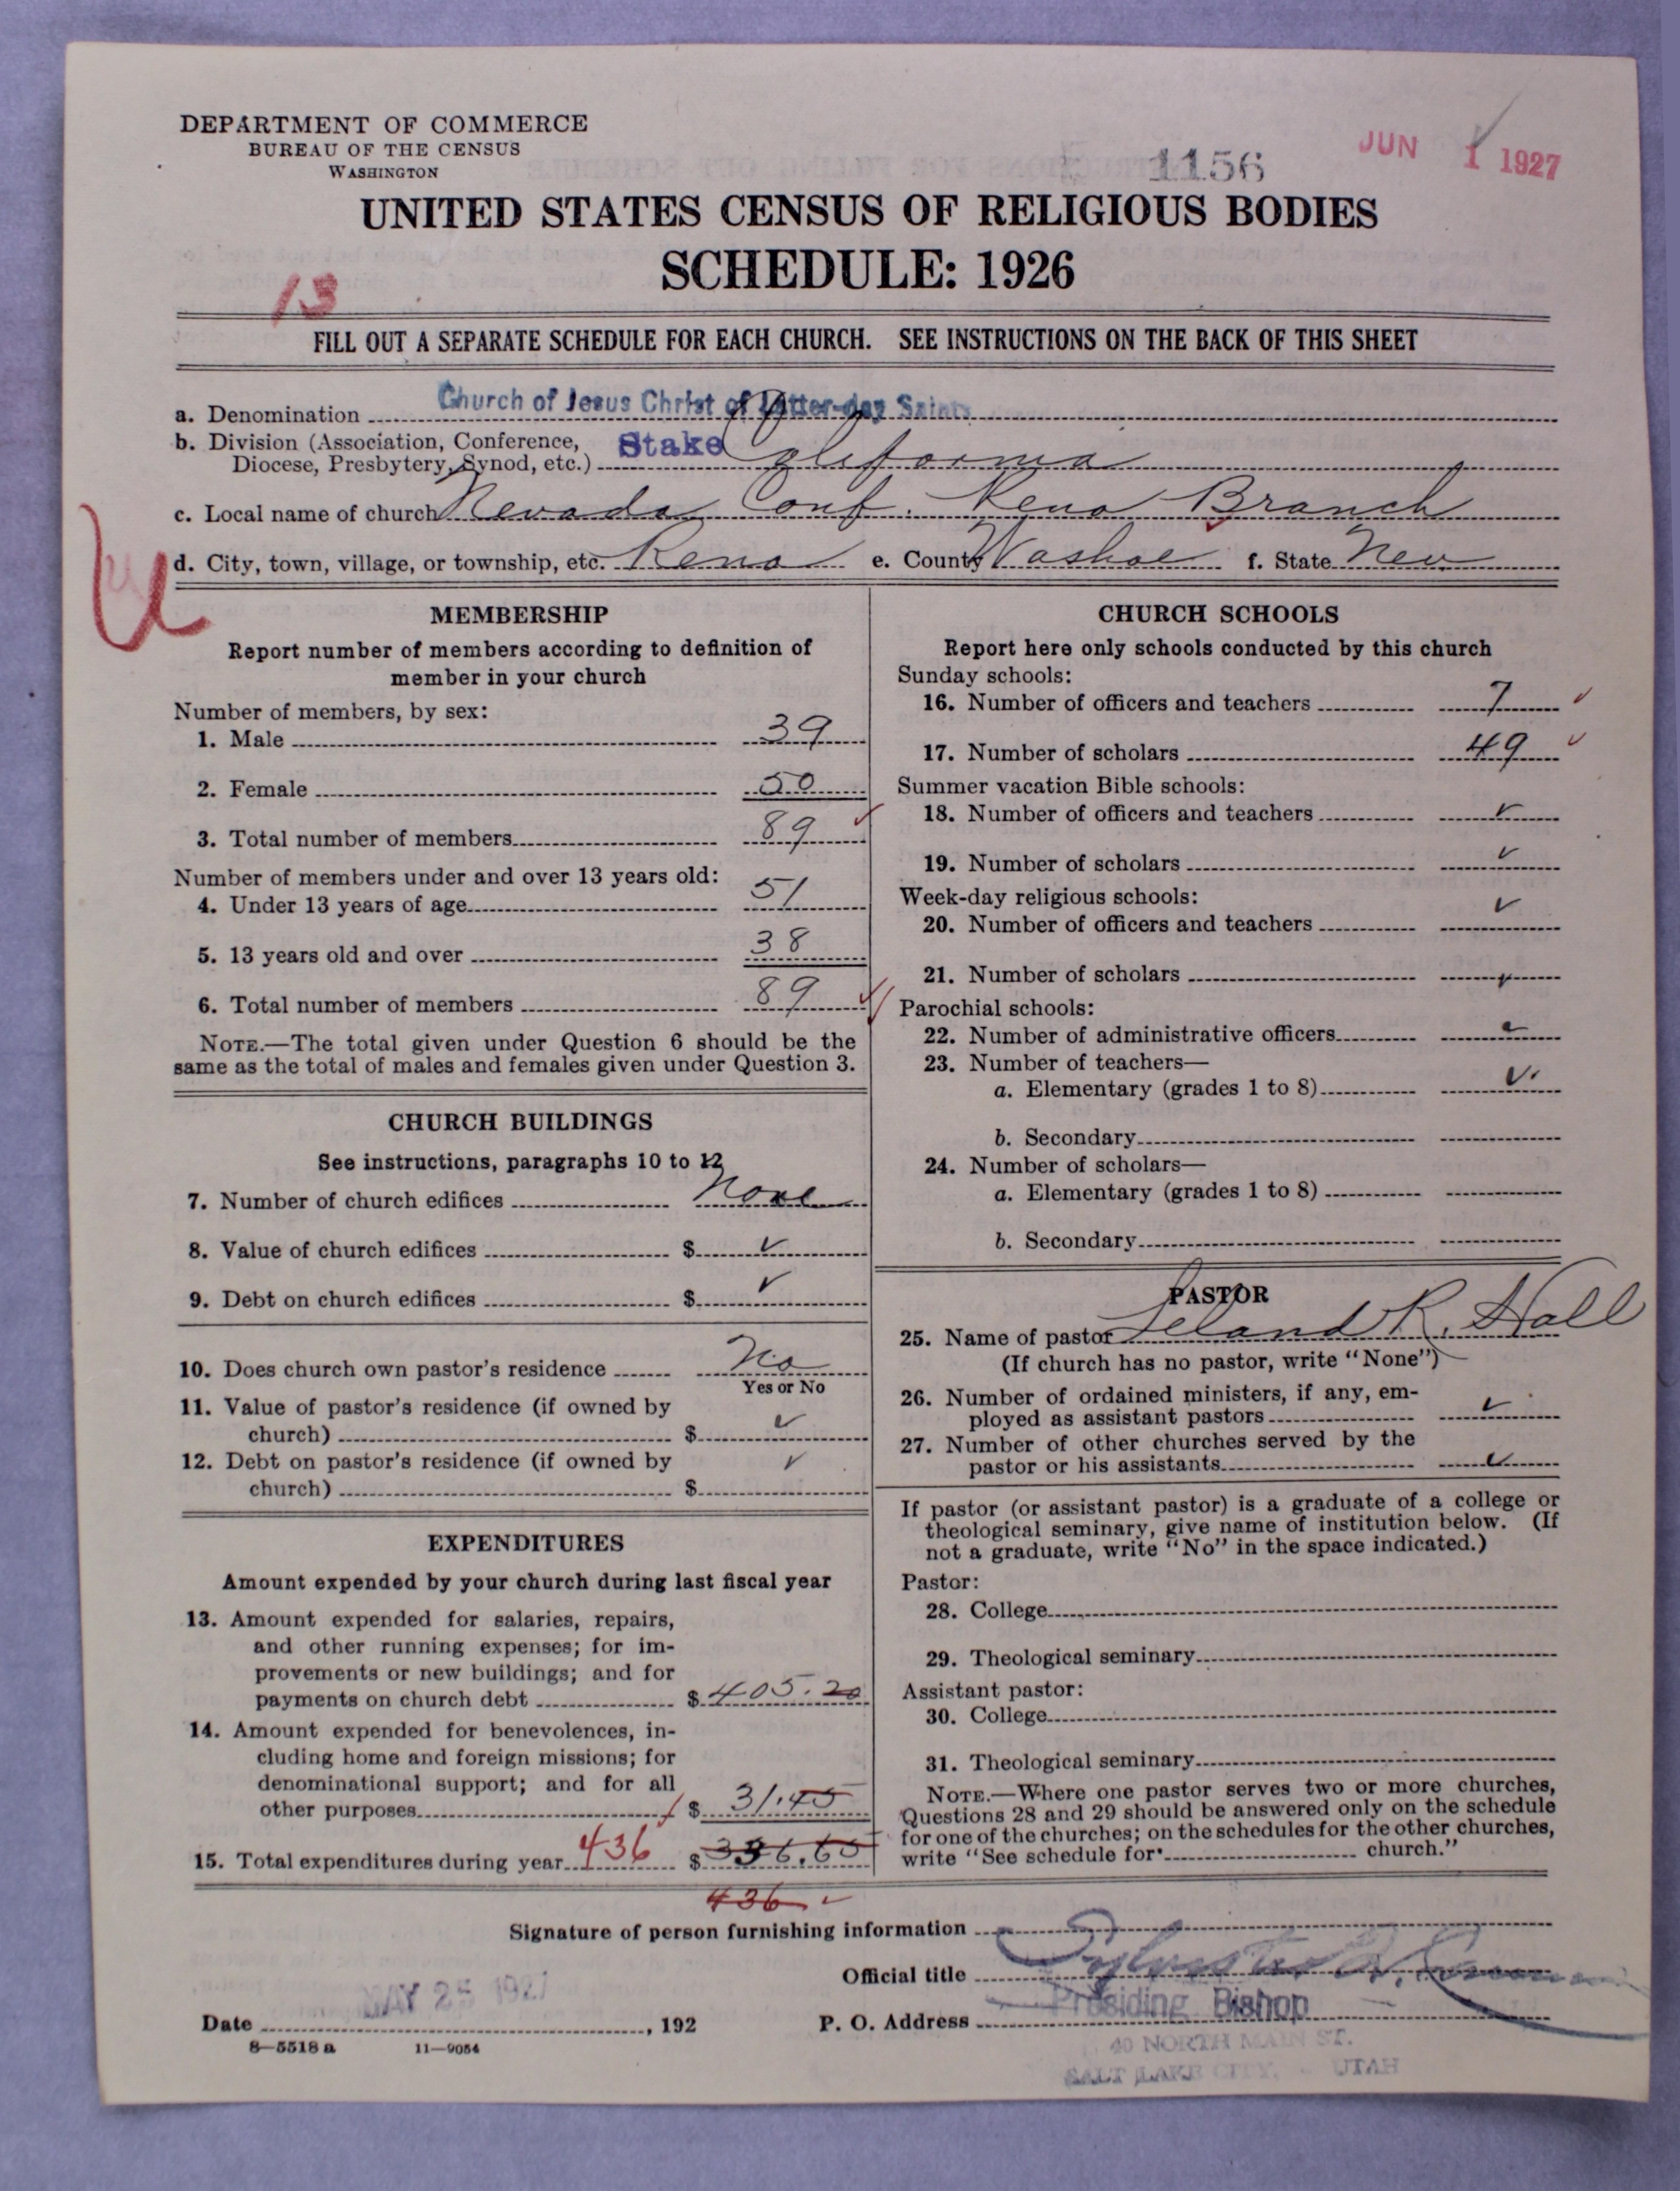 DEPARTMENT OF COMMERCE
BUREAU OF THE CENSUS
WASHINGTON
1156
JUN 1 1927
UNITED STATES CENSUS OF RELIGIOUS BODIES
SCHEDULE: 1926
13
FILL OUT A SEPARATE SCHEDULE FOR EACH CHURCH. SEE INSTRUCTIONS ON THE BACK OF THIS SHEET
a. Denomination Church of Jesus Christ of Latter-day Saints
b. Division (Association, Conference,
Diocese, Presbytery, Synod, etc.) Stake California
c. Local name of church Nevada Conf. Reno Branch
d. City, town, village, or township, etc. Reno e. County Washoe f. State Nev
MEMBERSHIP
Report number of members according to definition of
member in your church
Number of members, by sex:
1. Male 39
2. Female 50
3. Total number of members 89
Number of members under and over 13 years old:
4. Under 13 years of age 51
5. 13 years old and over 38
6. Total number of members 89
NOTE.—The total given under Question 6 should be the
same as the total of males and females given under Question 3.
CHURCH BUILDINGS
See instructions, paragraphs 10 to 12
7. Number of church edifices None
8. Value of church edifices $ ✓
9. Debt on church edifices $ ✓
10. Does church own pastor's residence No
Yes or No
11. Value of pastor's residence (if owned by
church) $ ✓
12. Debt on pastor's residence (if owned by
church) $ ✓
EXPENDITURES
Amount expended by your church during last fiscal year
13. Amount expended for salaries, repairs,
and other running expenses; for im-
provements or new buildings; and for
payments on church debt $ 405.20
14. Amount expended for benevolences, in-
cluding home and foreign missions; for
denominational support; and for all
other purposes $ 31.45
15. Total expenditures during year 436 $ 336.65
436 ✓
CHURCH SCHOOLS
Report here only schools conducted by this church
Sunday schools:
16. Number of officers and teachers 7 ✓
17. Number of scholars 49 ✓
Summer vacation Bible schools:
18. Number of officers and teachers ✓
19. Number of scholars ✓
Week-day religious schools:
20. Number of officers and teachers ✓
21. Number of scholars ✓
Parochial schools:
22. Number of administrative officers ✓
23. Number of teachers—
a. Elementary (grades 1 to 8) ✓
b. Secondary
24. Number of scholars—
a. Elementary (grades 1 to 8)
b. Secondary
PASTOR
25. Name of pastor Leland R. Hall
(If church has no pastor, write "None")
26. Number of ordained ministers, if any, em-
ployed as assistant pastors ✓
27. Number of other churches served by the
pastor or his assistants ✓
If pastor (or assistant pastor) is a graduate of a college or
theological seminary, give name of institution below. (If
not a graduate, write "No" in the space indicated.)
Pastor:
28. College
29. Theological seminary
Assistant pastor:
30. College
31. Theological seminary
NOTE.—Where one pastor serves two or more churches,
Questions 28 and 29 should be answered only on the schedule
for one of the churches; on the schedules for the other churches,
write "See schedule for church."
Signature of person furnishing information
Official title Presiding Bishop
Date MAY 25 1927, 192
P. O. Address 40 NORTH MAIN ST.
SALT LAKE CITY, - UTAH
8—5518 a 11—9054